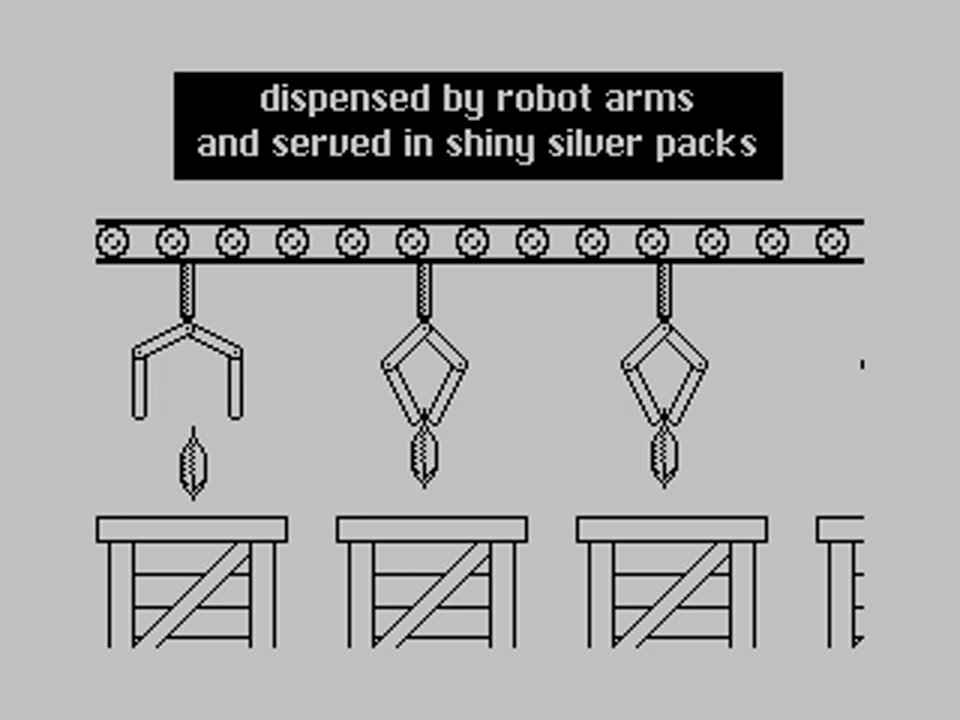 dispensed by robot arms
and served in shiny silver packs